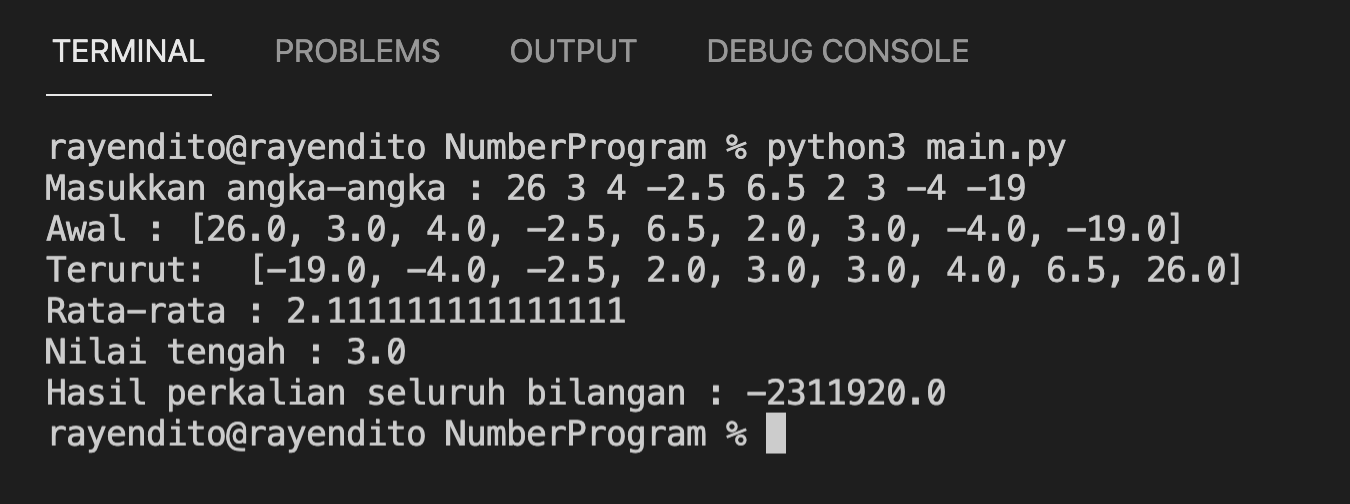 TERMINAL PROBLEMS OUTPUT DEBUG CONSOLE
rayendito@rayendito NumberProgram % python3 main.py
Masukkan angka-angka : 26 3 4 -2.5 6.5 2 3 -4 -19
Awal : [26.0, 3.0, 4.0, -2.5, 6.5, 2.0, 3.0, -4.0, -19.0]
Terurut:  [-19.0, -4.0, -2.5, 2.0, 3.0, 3.0, 4.0, 6.5, 26.0]
Rata-rata : 2.111111111111111
Nilai tengah : 3.0
Hasil perkalian seluruh bilangan : -2311920.0
rayendito@rayendito NumberProgram %